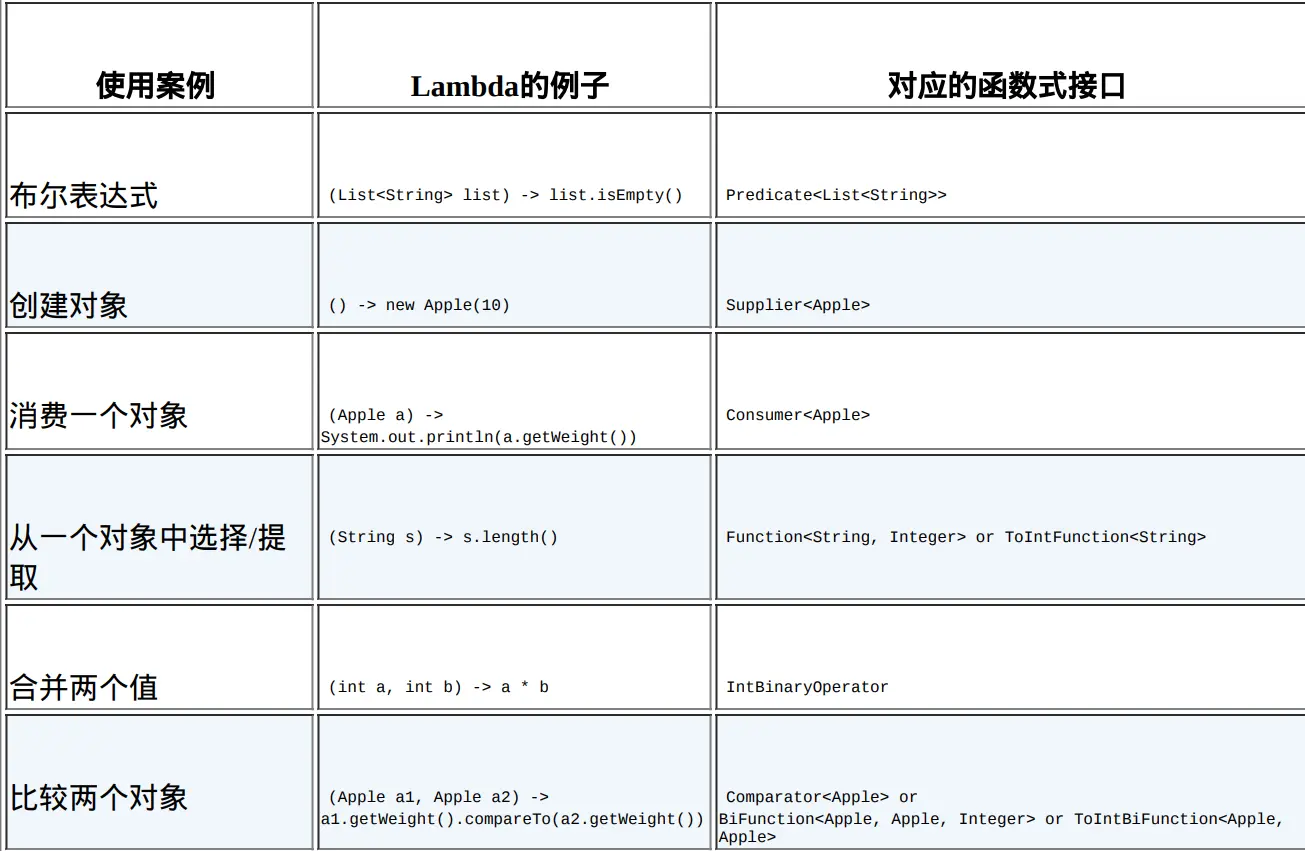 使用案例
Lambda的例子
对应的函数式接口
布尔表达式
(List<String> list) -> list.isEmpty()
Predicate<List<String>>
创建对象
() -> new Apple(10)
Supplier<Apple>
消费一个对象
(Apple a) ->
System.out.println(a.getWeight())
Consumer<Apple>
从一个对象中选择/提
取
(String s) -> s.length()
Function<String, Integer> or ToIntFunction<String>
合并两个值
(int a, int b) -> a * b
IntBinaryOperator
比较两个对象
(Apple a1, Apple a2) ->
a1.getWeight().compareTo(a2.getWeight())
Comparator<Apple> or
BiFunction<Apple, Apple, Integer> or ToIntBiFunction<Apple,
Apple>